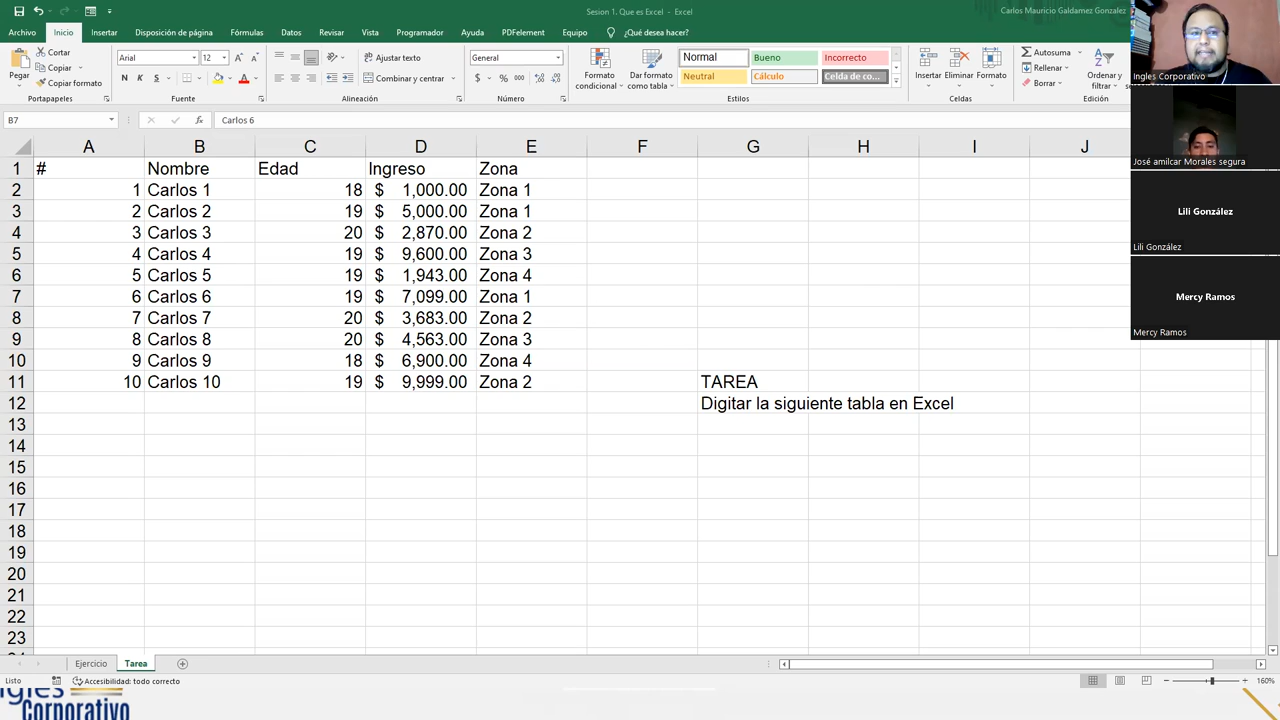 Sesion 1. Que es Excel - Excel
Carlos Mauricio Galdamez Gonzalez
Archivo Inicio Insertar Disposición de página Fórmulas Datos Revisar Vista Programador Ayuda PDFelement Equipo ¿Qué desea hacer?
Pegar
Cortar
Copiar
Copiar formato
Portapapeles
Arial 12
N K S
Fuente
Ajustar texto
Combinar y centrar
Alineación
General
$ % 000
Número
Formato condicional
Dar formato como tabla
Normal Bueno Incorrecto
Neutral Cálculo Celda de co...
Estilos
Insertar Eliminar Formato
Celdas
Autosuma
Rellenar
Borrar
Ordenar y filtrar
Edición
B7 fx Carlos 6
A B C D E F G H I J
1 # Nombre Edad Ingreso Zona
2 1 Carlos 1 18 $ 1,000.00 Zona 1
3 2 Carlos 2 19 $ 5,000.00 Zona 1
4 3 Carlos 3 20 $ 2,870.00 Zona 2
5 4 Carlos 4 19 $ 9,600.00 Zona 3
6 5 Carlos 5 19 $ 1,943.00 Zona 4
7 6 Carlos 6 19 $ 7,099.00 Zona 1
8 7 Carlos 7 20 $ 3,683.00 Zona 2
9 8 Carlos 8 20 $ 4,563.00 Zona 3
10 9 Carlos 9 18 $ 6,900.00 Zona 4
11 10 Carlos 10 19 $ 9,999.00 Zona 2 TAREA
12 Digitar la siguiente tabla en Excel
13
14
15
16
17
18
19
20
21
22
23
Ingles Corporativo
José amilcar Morales segura
Lili González
Lili González
Mercy Ramos
Mercy Ramos
Ejercicio Tarea
Listo Accesibilidad: todo correcto 160%
Ingles
Corporativo